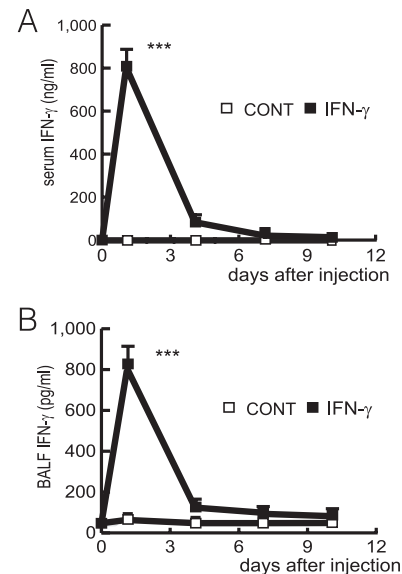 A
serum IFN-γ (ng/ml)
1,000
800
600
400
200
0
***
CONT IFN-γ
0 3 6 9 12
days after injection
B
BALF IFN-γ (pg/ml)
1,000
800
600
400
200
0
***
CONT IFN-γ
0 3 6 9 12
days after injection